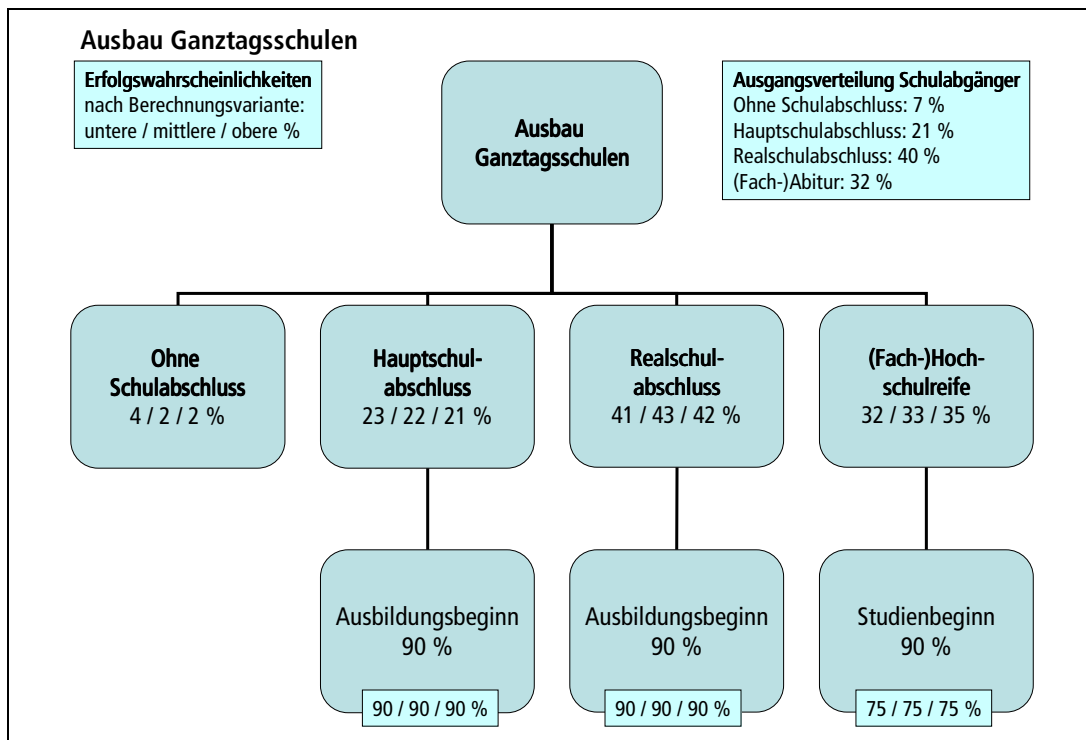 Ausbau Ganztagsschulen
Erfolgswahrscheinlichkeiten
nach Berechnungsvariante:
untere / mittlere / obere %
Ausbau
Ganztagsschulen
Ausgangsverteilung Schulabgänger
Ohne Schulabschluss: 7 %
Hauptschulabschluss: 21 %
Realschulabschluss: 40 %
(Fach-)Abitur: 32 %
Ohne
Schulabschluss
4 / 2 / 2 %
Hauptschul-
abschluss
23 / 22 / 21 %
Realschul-
abschluss
41 / 43 / 42 %
(Fach-)Hoch-
schulreife
32 / 33 / 35 %
Ausbildungsbeginn
90 %
90 / 90 / 90 %
Ausbildungsbeginn
90 %
90 / 90 / 90 %
Studienbeginn
90 %
75 / 75 / 75 %